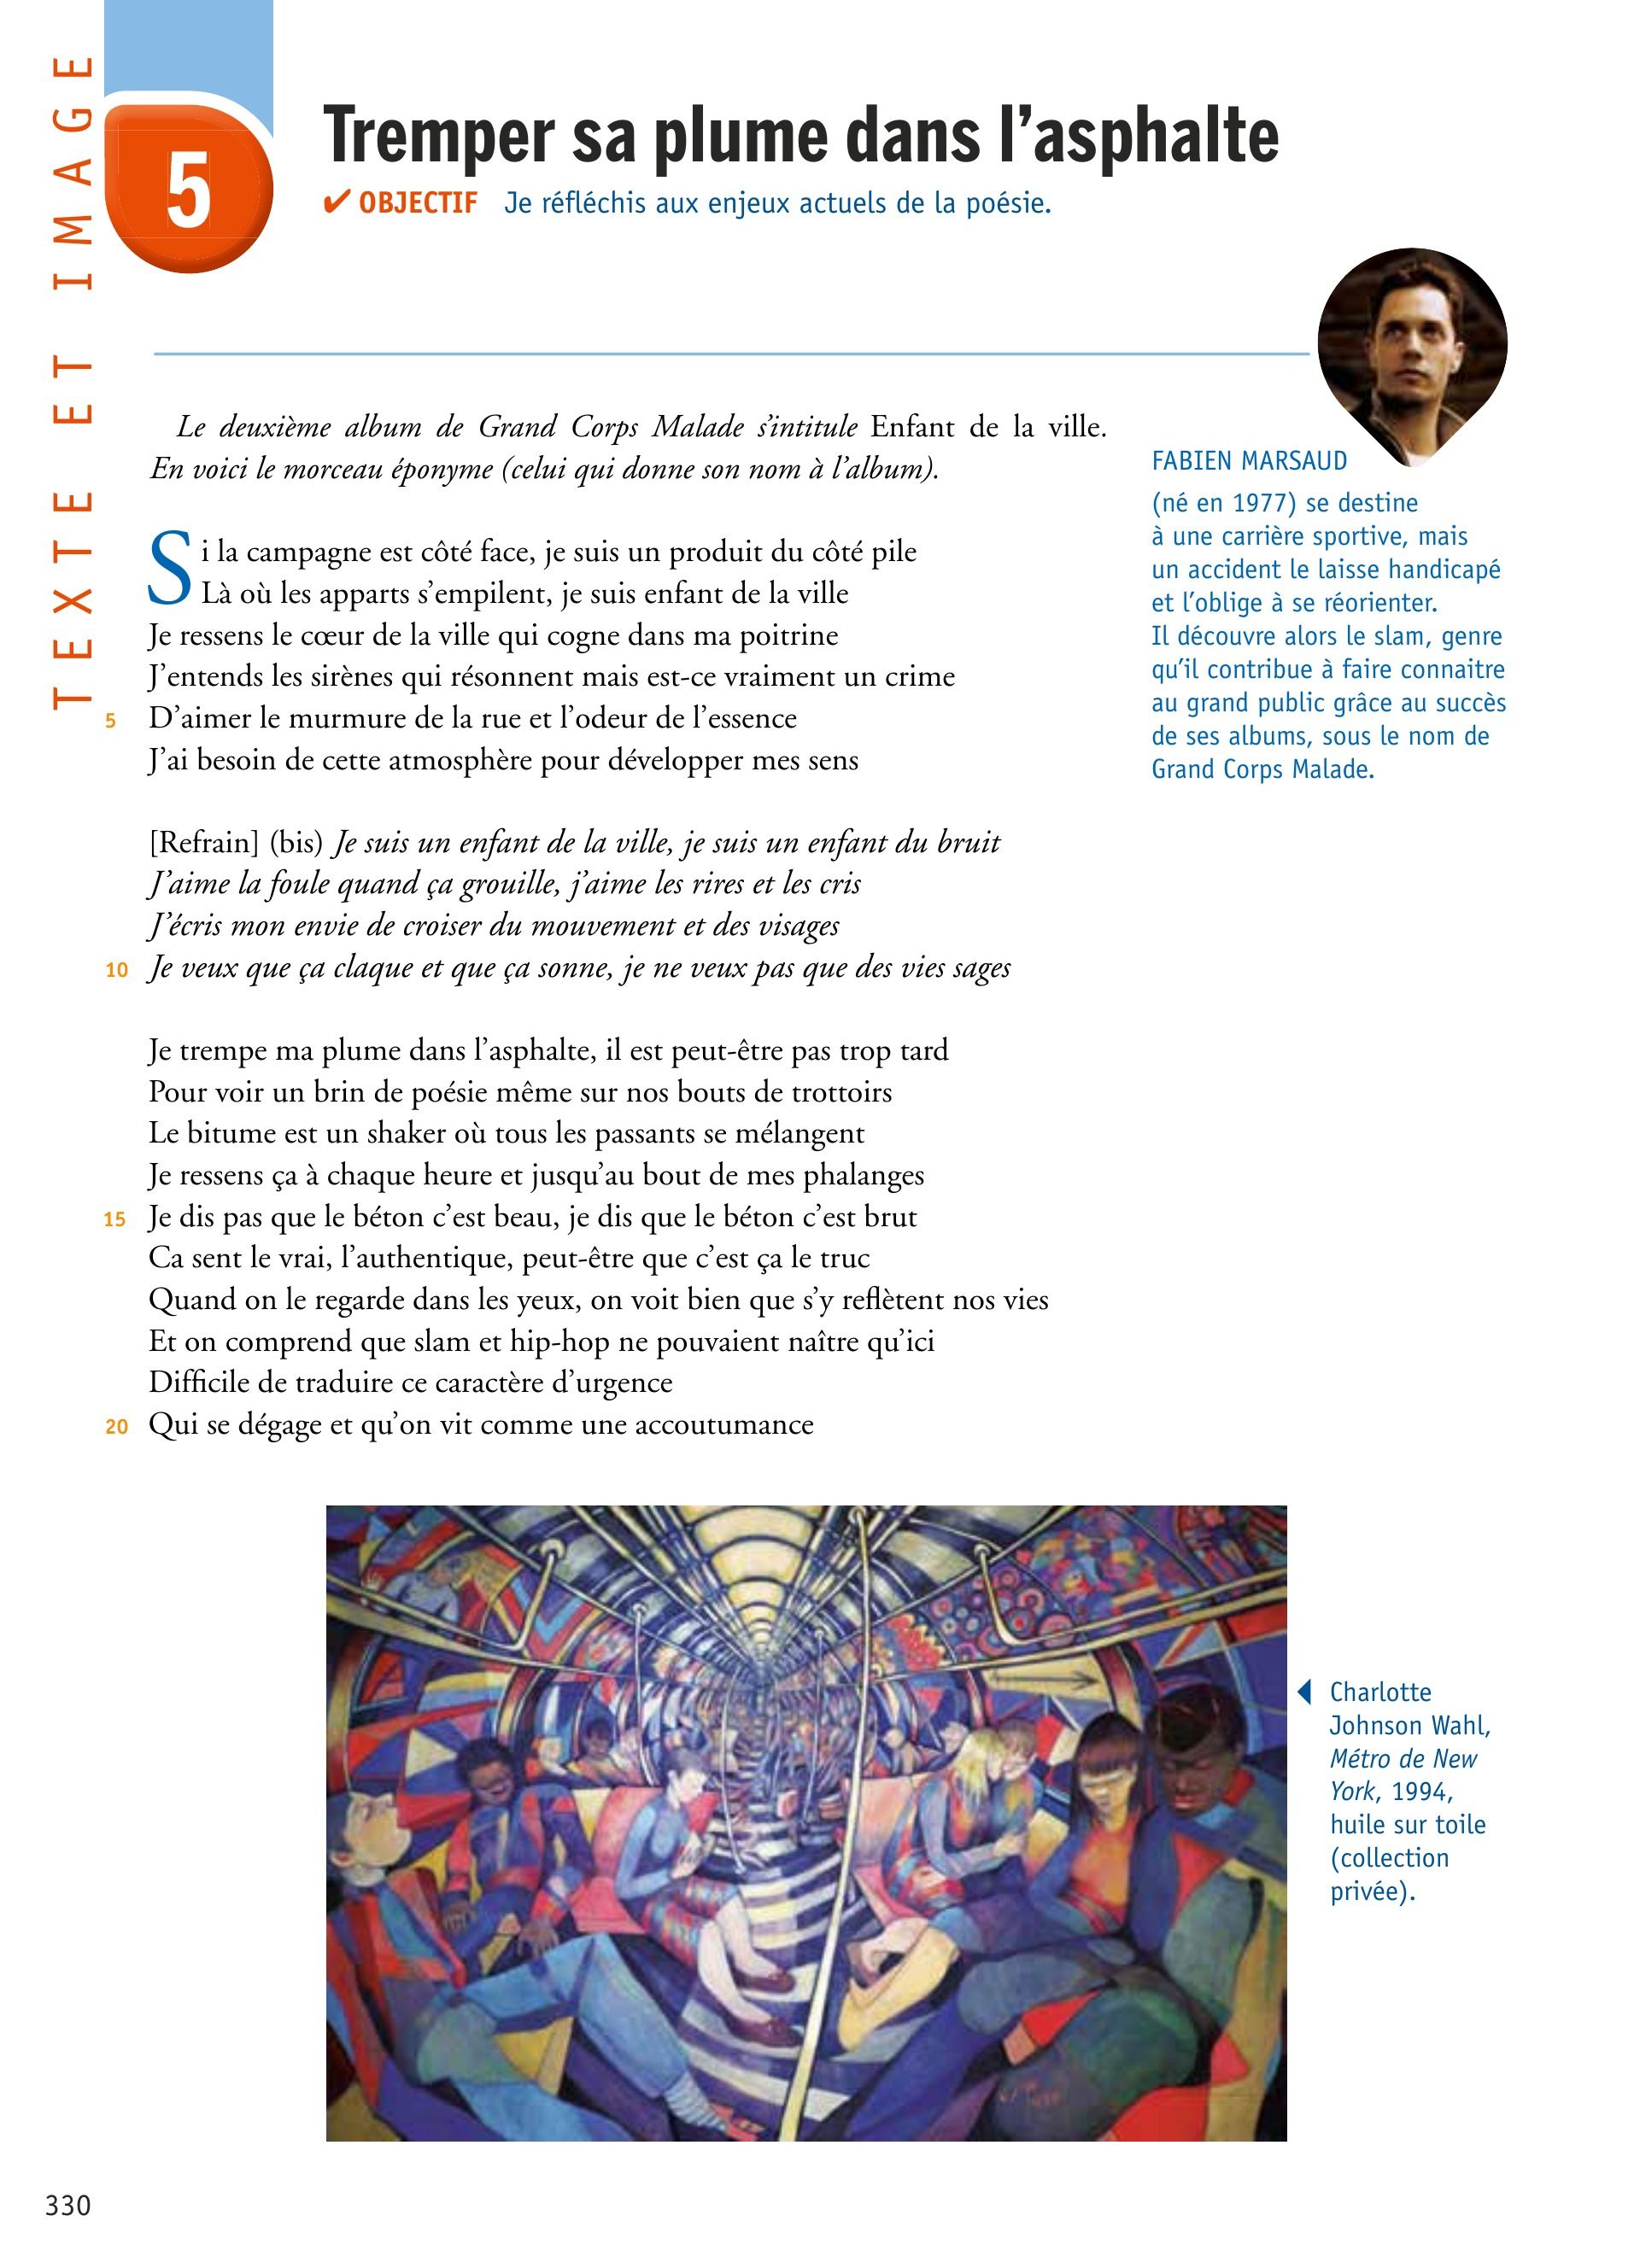 TEXTE ET IMAGE
5
Tremper sa plume dans l'asphalte
✔ OBJECTIF Je réfléchis aux enjeux actuels de la poésie.
Le deuxième album de Grand Corps Malade s'intitule Enfant de la ville.
En voici le morceau éponyme (celui qui donne son nom à l'album).
Si la campagne est côté face, je suis un produit du côté pile
Là où les apparts s'empilent, je suis enfant de la ville
Je ressens le cœur de la ville qui cogne dans ma poitrine
J'entends les sirènes qui résonnent mais est-ce vraiment un crime
5 D'aimer le murmure de la rue et l'odeur de l'essence
J'ai besoin de cette atmosphère pour développer mes sens
[Refrain] (bis) Je suis un enfant de la ville, je suis un enfant du bruit
J'aime la foule quand ça grouille, j'aime les rires et les cris
J'écris mon envie de croiser du mouvement et des visages
10 Je veux que ça claque et que ça sonne, je ne veux pas que des vies sages
Je trempe ma plume dans l'asphalte, il est peut-être pas trop tard
Pour voir un brin de poésie même sur nos bouts de trottoirs
Le bitume est un shaker où tous les passants se mélangent
Je ressens ça à chaque heure et jusqu'au bout de mes phalanges
15 Je dis pas que le béton c'est beau, je dis que le béton c'est brut
Ca sent le vrai, l'authentique, peut-être que c'est ça le truc
Quand on le regarde dans les yeux, on voit bien que s'y reflètent nos vies
Et on comprend que slam et hip-hop ne pouvaient naître qu'ici
Difficile de traduire ce caractère d'urgence
20 Qui se dégage et qu'on vit comme une accoutumance
FABIEN MARSAUD
(né en 1977) se destine
à une carrière sportive, mais
un accident le laisse handicapé
et l'oblige à se réorienter.
Il découvre alors le slam, genre
qu'il contribue à faire connaitre
au grand public grâce au succès
de ses albums, sous le nom de
Grand Corps Malade.
Charlotte
Johnson Wahl,
Métro de New
York, 1994,
huile sur toile
(collection
privée).
330